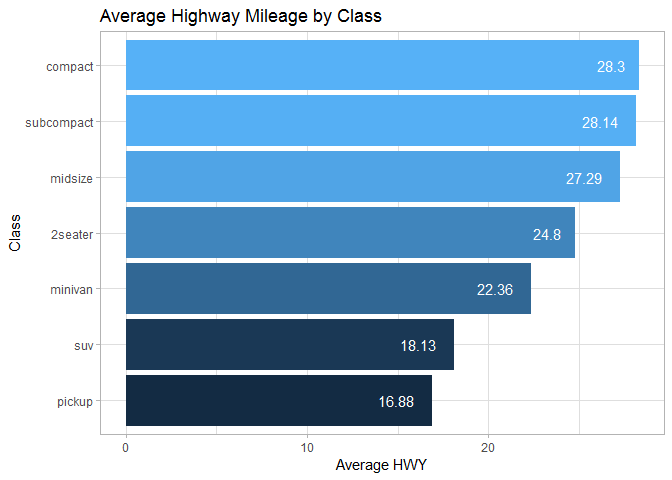 Average Highway Mileage by Class
Class
compact 28.3
subcompact 28.14
midsize 27.29
2seater 24.8
minivan 22.36
suv 18.13
pickup 16.88
0 10 20
Average HWY